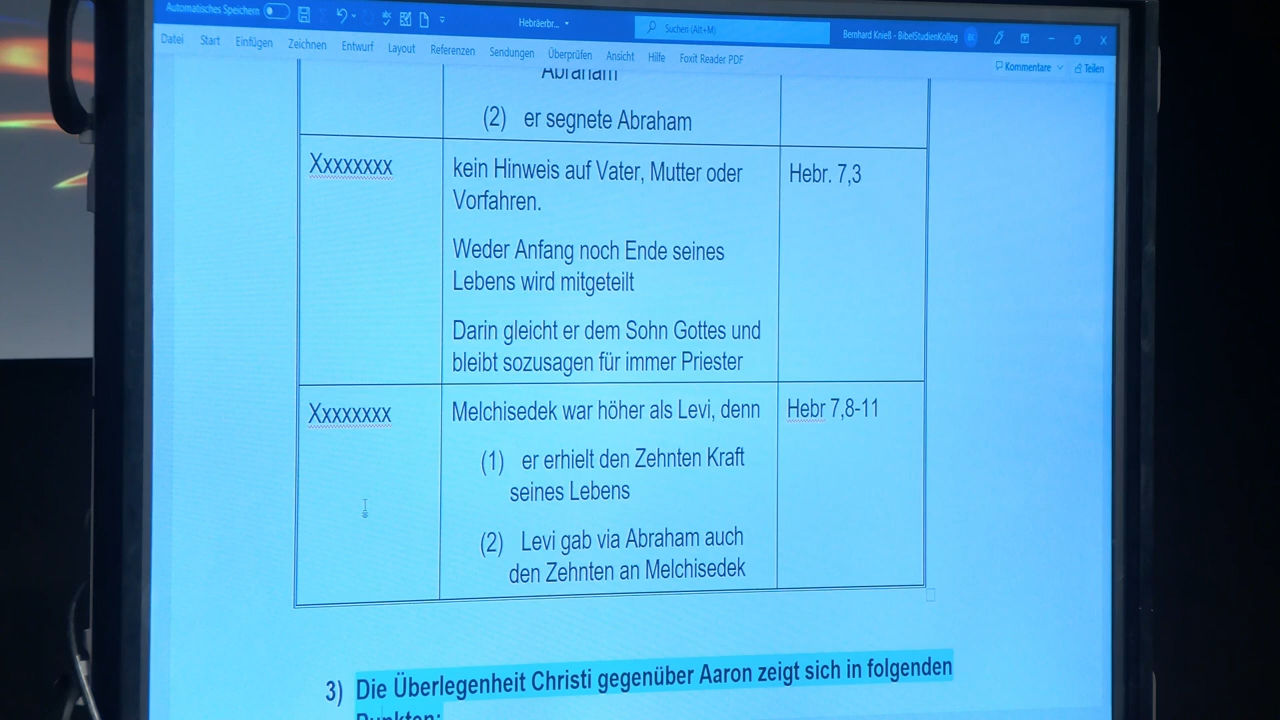 Automatisches Speichern
Hebräerbr...
Suchen (Alt+M)
Bernhard Knieß - BibelStudienKolleg
BK
Datei Start Einfügen Zeichnen Entwurf Layout Referenzen Sendungen Überprüfen Ansicht Hilfe Foxit Reader PDF
Kommentare
Teilen
Abraham
(2) er segnete Abraham
Xxxxxxxx
kein Hinweis auf Vater, Mutter oder
Vorfahren.
Weder Anfang noch Ende seines
Lebens wird mitgeteilt
Darin gleicht er dem Sohn Gottes und
bleibt sozusagen für immer Priester
Hebr. 7,3
Xxxxxxxx
Melchisedek war höher als Levi, denn
(1) er erhielt den Zehnten Kraft
seines Lebens
(2) Levi gab via Abraham auch
den Zehnten an Melchisedek
Hebr 7,8-11
3) Die Überlegenheit Christi gegenüber Aaron zeigt sich in folgenden
Punkten: